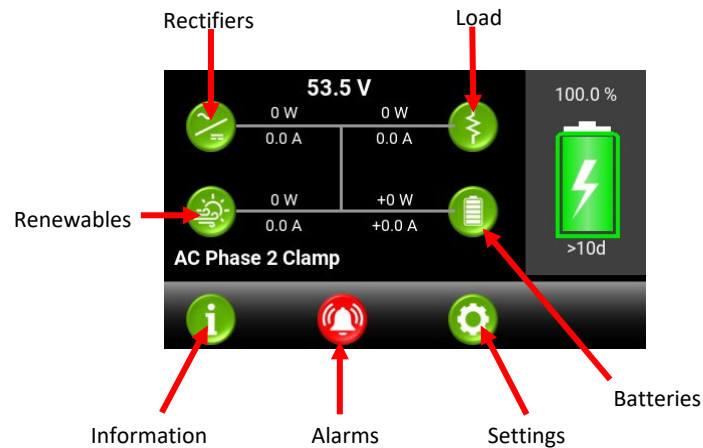 Rectifiers
Load
53.5 V
100.0 %
0 W
0 W
0.0 A
0.0 A
Renewables
0 W
+0 W
0.0 A
+0.0 A
>10d
AC Phase 2 Clamp
i
Batteries
Information
Alarms
Settings